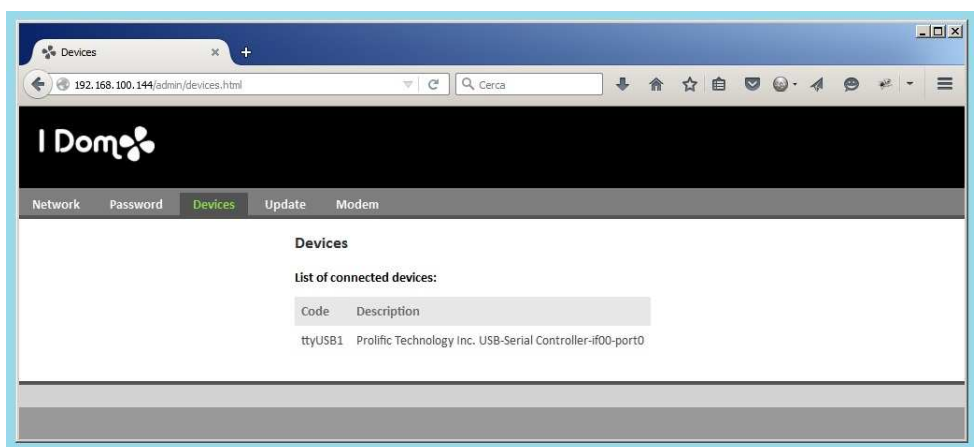 Devices
192.168.100.144/admin/devices.html
Cerca
I Dom
Network Password Devices Update Modem
Devices
List of connected devices:
Code Description
ttyUSB1 Prolific Technology Inc. USB-Serial Controller-if00-port0